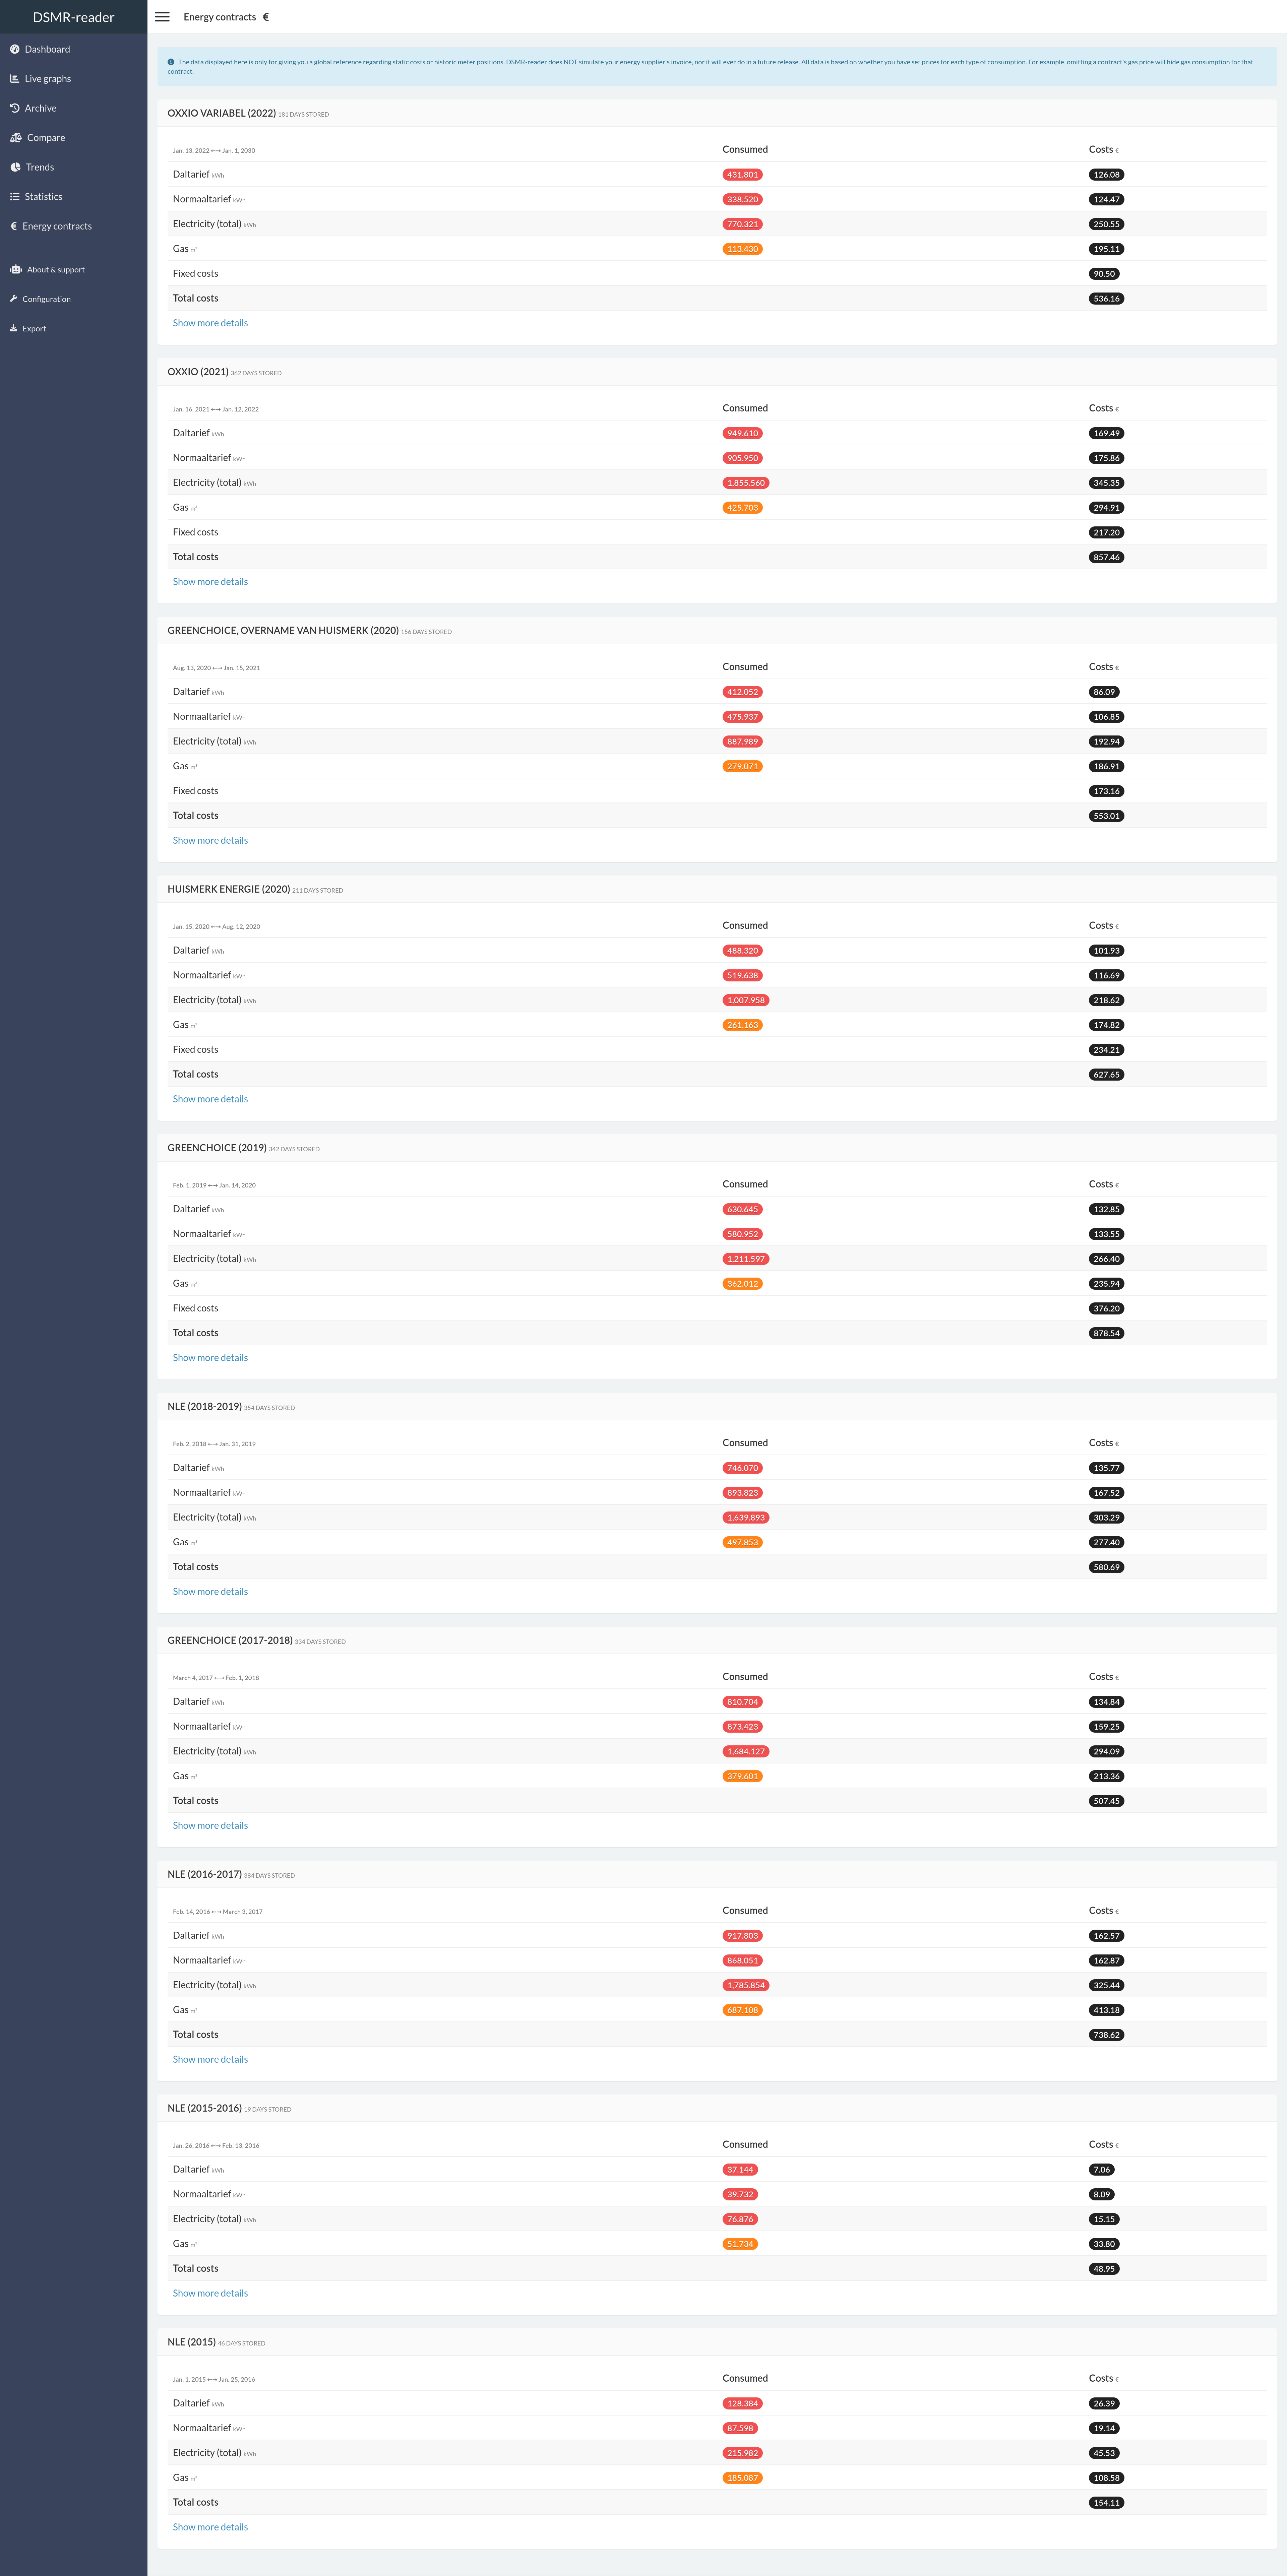 DSMR-reader
Energy contracts €
Dashboard
Live graphs
Archive
Compare
Trends
Statistics
€ Energy contracts
About & support
Configuration
Export
The data displayed here is only for giving you a global reference regarding static costs or historic meter positions. DSMR-reader does NOT simulate your energy supplier's invoice, nor it will ever do in a future release. All data is based on whether you have set prices for each type of consumption. For example, omitting a contract's gas price will hide gas consumption for that
contract.
OXXIO VARIABEL (2022) 181 DAYS STORED
Jan. 13, 2022 ←→ Jan. 1, 2030 Consumed Costs €
Daltarief kWh 431.801 126.08
Normaaltarief kWh 338.520 124.47
Electricity (total) kWh 770.321 250.55
Gas m³ 113.430 195.11
Fixed costs 90.50
Total costs 536.16
Show more details
OXXIO (2021) 362 DAYS STORED
Jan. 16, 2021 ←→ Jan. 12, 2022 Consumed Costs €
Daltarief kWh 949.610 169.49
Normaaltarief kWh 905.950 175.86
Electricity (total) kWh 1,855.560 345.35
Gas m³ 425.703 294.91
Fixed costs 217.20
Total costs 857.46
Show more details
GREENCHOICE, OVERNAME VAN HUISMERK (2020) 156 DAYS STORED
Aug. 13, 2020 ←→ Jan. 15, 2021 Consumed Costs €
Daltarief kWh 412.052 86.09
Normaaltarief kWh 475.937 106.85
Electricity (total) kWh 887.989 192.94
Gas m³ 279.071 186.91
Fixed costs 173.16
Total costs 553.01
Show more details
HUISMERK ENERGIE (2020) 211 DAYS STORED
Jan. 15, 2020 ←→ Aug. 12, 2020 Consumed Costs €
Daltarief kWh 488.320 101.93
Normaaltarief kWh 519.638 116.69
Electricity (total) kWh 1,007.958 218.62
Gas m³ 261.163 174.82
Fixed costs 234.21
Total costs 627.65
Show more details
GREENCHOICE (2019) 342 DAYS STORED
Feb. 1, 2019 ←→ Jan. 14, 2020 Consumed Costs €
Daltarief kWh 630.645 132.85
Normaaltarief kWh 580.952 133.55
Electricity (total) kWh 1,211.597 266.40
Gas m³ 362.012 235.94
Fixed costs 376.20
Total costs 878.54
Show more details
NLE (2018-2019) 354 DAYS STORED
Feb. 2, 2018 ←→ Jan. 31, 2019 Consumed Costs €
Daltarief kWh 746.070 135.77
Normaaltarief kWh 893.823 167.52
Electricity (total) kWh 1,639.893 303.29
Gas m³ 497.853 277.40
Total costs 580.69
Show more details
GREENCHOICE (2017-2018) 334 DAYS STORED
March 4, 2017 ←→ Feb. 1, 2018 Consumed Costs €
Daltarief kWh 810.704 134.84
Normaaltarief kWh 873.423 159.25
Electricity (total) kWh 1,684.127 294.09
Gas m³ 379.601 213.36
Total costs 507.45
Show more details
NLE (2016-2017) 384 DAYS STORED
Feb. 14, 2016 ←→ March 3, 2017 Consumed Costs €
Daltarief kWh 917.803 162.57
Normaaltarief kWh 868.051 162.87
Electricity (total) kWh 1,785.854 325.44
Gas m³ 687.108 413.18
Total costs 738.62
Show more details
NLE (2015-2016) 19 DAYS STORED
Jan. 26, 2016 ←→ Feb. 13, 2016 Consumed Costs €
Daltarief kWh 37.144 7.06
Normaaltarief kWh 39.732 8.09
Electricity (total) kWh 76.876 15.15
Gas m³ 51.734 33.80
Total costs 48.95
Show more details
NLE (2015) 46 DAYS STORED
Jan. 1, 2015 ←→ Jan. 25, 2016 Consumed Costs €
Daltarief kWh 128.384 26.39
Normaaltarief kWh 87.598 19.14
Electricity (total) kWh 215.982 45.53
Gas m³ 185.087 108.58
Total costs 154.11
Show more details